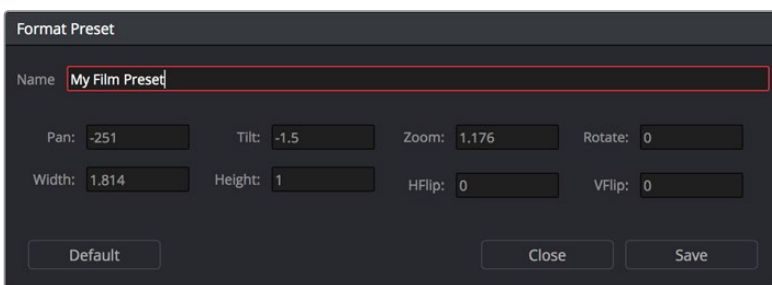 Format Preset
Name My Film Preset
Pan: -251 Tilt: -1.5 Zoom: 1.176 Rotate: 0
Width: 1.814 Height: 1 HFlip: 0 VFlip: 0
Default Close Save